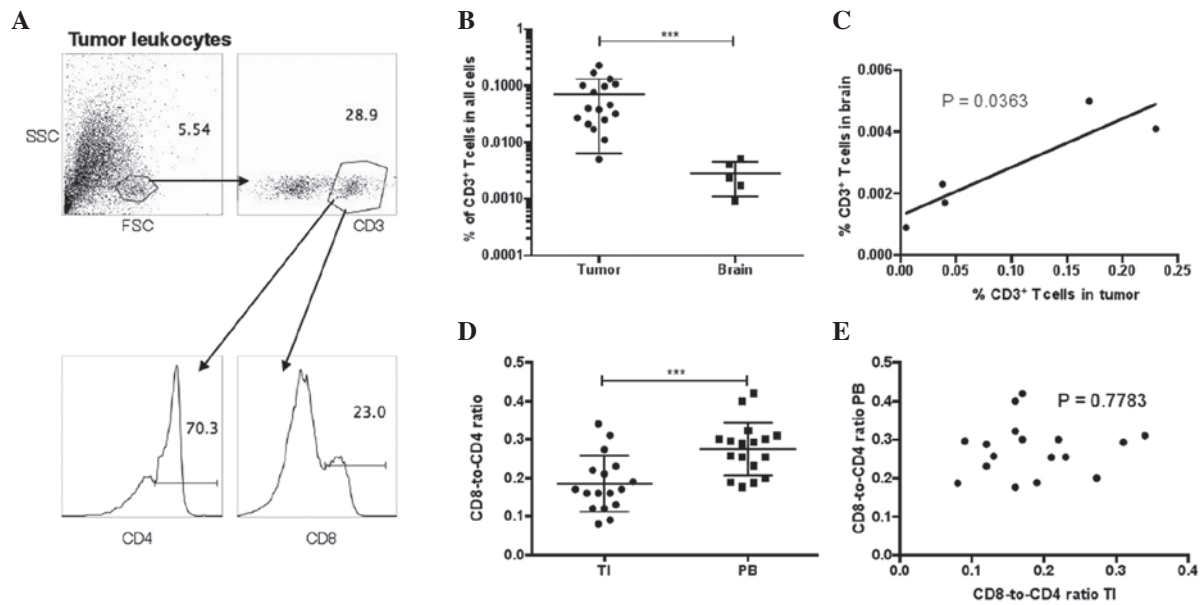 A
Tumor leukocytes
SSC
5.54
28.9
FSC
CD3
70.3
23.0
CD4
CD8
B
***
% of CD3⁺ T cells in all cells
1
0.1000
0.0100
0.0010
0.0001
Tumor
Brain
C
P = 0.0363
% CD3⁺ T cells in brain
0.006
0.004
0.002
0.000
0.00
0.05
0.10
0.15
0.20
0.25
% CD3⁺ T cells in tumor
D
***
CD8-to-CD4 ratio
0.5
0.4
0.3
0.2
0.1
0.0
TI
PB
E
P = 0.7783
CD8-to-CD4 ratio PB
0.5
0.4
0.3
0.2
0.1
0.0
0.0
0.1
0.2
0.3
0.4
CD8-to-CD4 ratio TI